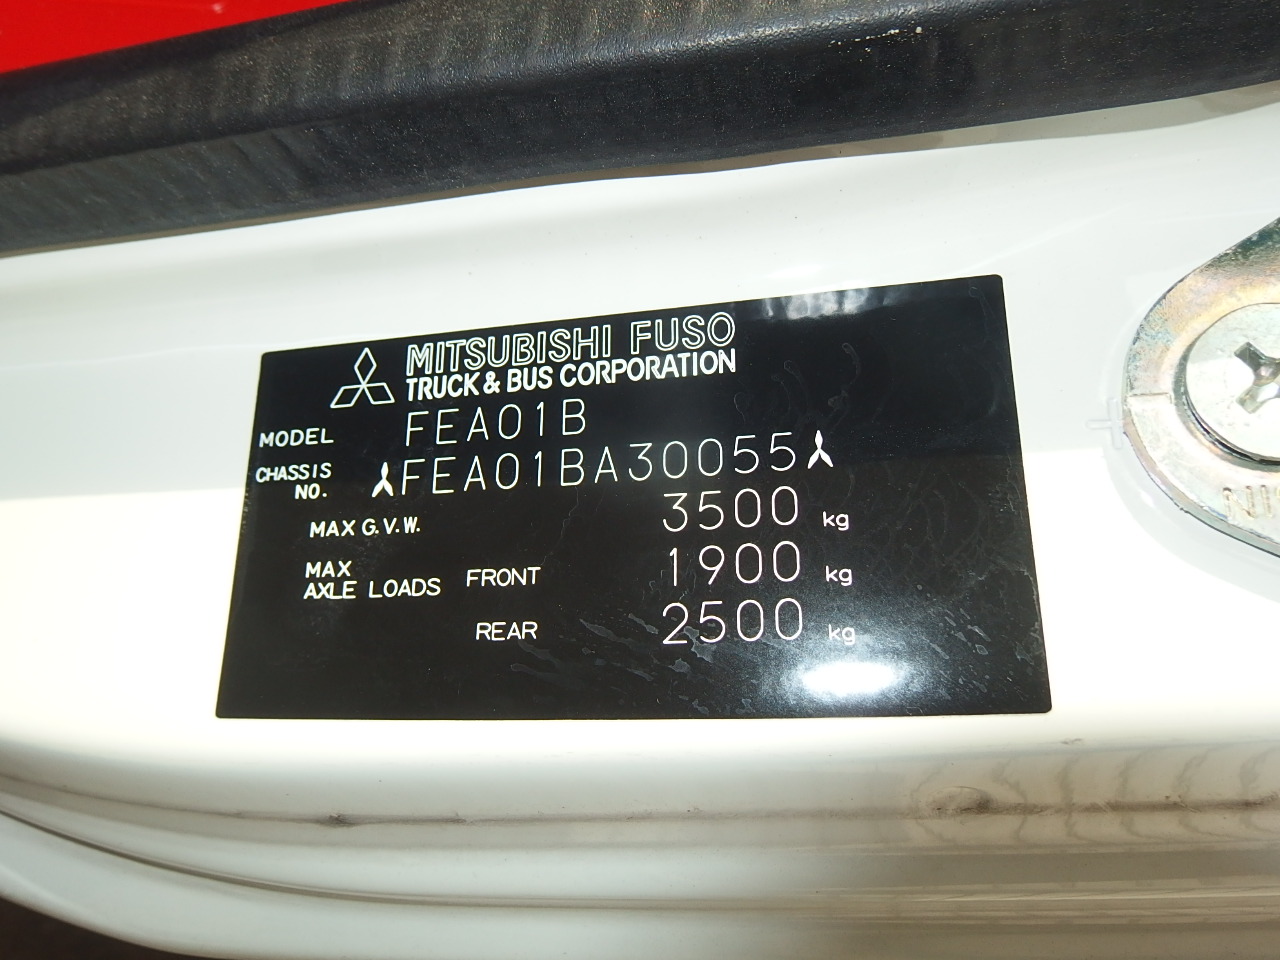 MITSUBISHI FUSO
TRUCK & BUS CORPORATION
MODEL FEA01B
CHASSIS NO. FEA01BA30055
MAX G.V.W. 3500 kg
MAX AXLE LOADS FRONT 1900 kg
REAR 2500 kg